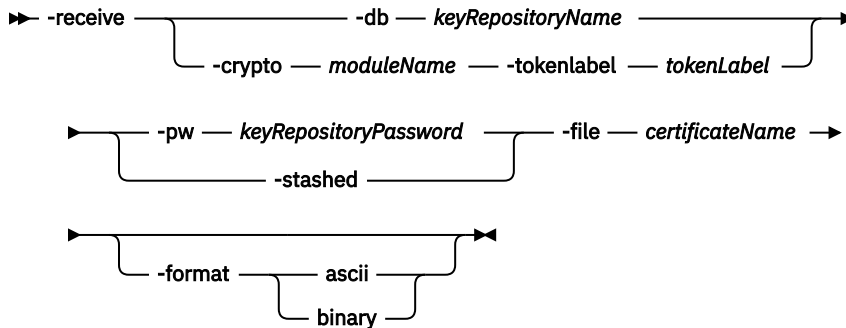 -receive -db keyRepositoryName
-crypto moduleName -tokenlabel tokenLabel
-pw keyRepositoryPassword -file certificateName
-stashed
-format ascii
binary